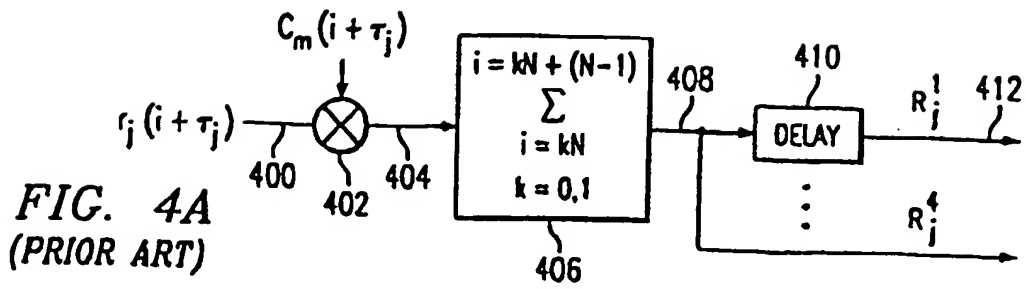 C_m(i+τ_j)
r_j(i+τ_j)
400
402
404
i=kN+(N-1)
Σ
i=kN
k=0,1
406
408
410
DELAY
R_j^1
412
R_j^4
FIG. 4A
(PRIOR ART)